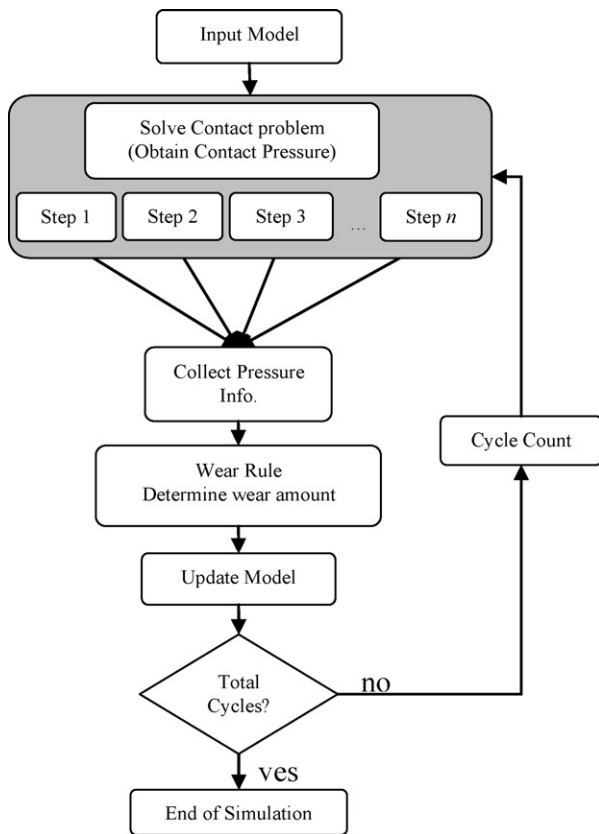 Input Model
Solve Contact problem
(Obtain Contact Pressure)
Step 1
Step 2
Step 3
...
Step n
Collect Pressure
Info.
Wear Rule
Determine wear amount
Cycle Count
Update Model
Total
Cycles?
no
yes
End of Simulation